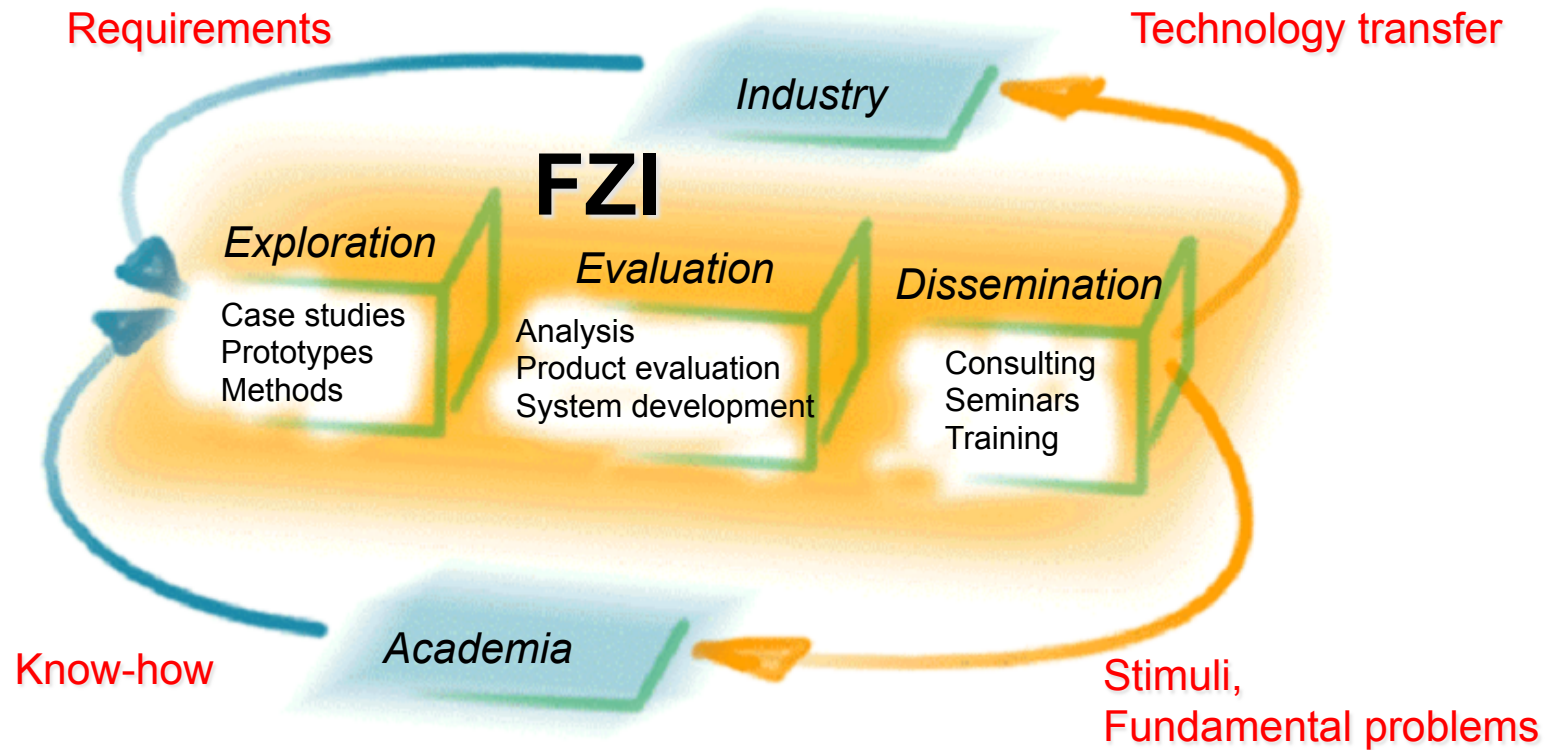 Requirements
Technology transfer
Industry
FZI
Exploration
Case studies
Prototypes
Methods
Evaluation
Analysis
Product evaluation
System development
Dissemination
Consulting
Seminars
Training
Know-how
Academia
Stimuli,
Fundamental problems